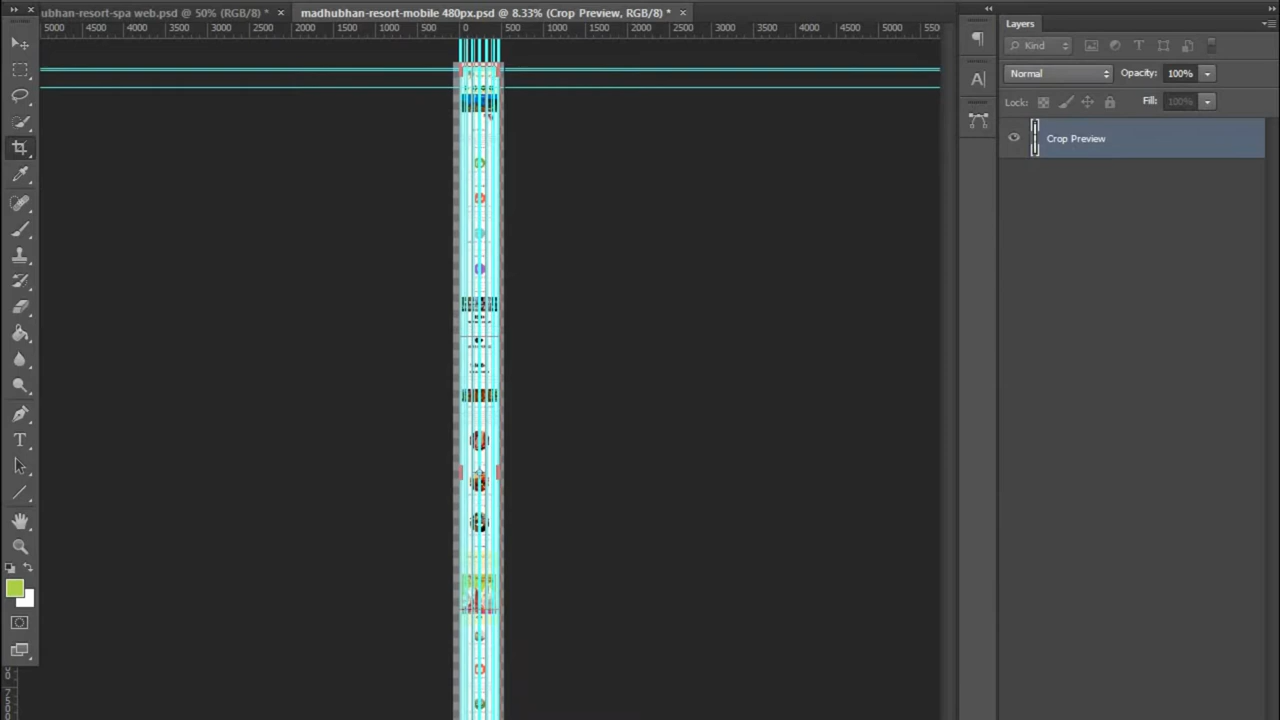 ubhan-resort-spa web.psd @ 50% (RGB/8) * ×
madhubhan-resort-mobile 480px.psd @ 8.33% (Crop Preview, RGB/8) * ×
5000 4500 4000 3500 3000 2500 2000 1500 1000 500 0 500 1000 1500 2000 2500 3000 3500 4000 4500 5000 550
Layers
Kind
Normal
Opacity: 100%
Lock:
Fill: 100%
Crop Preview